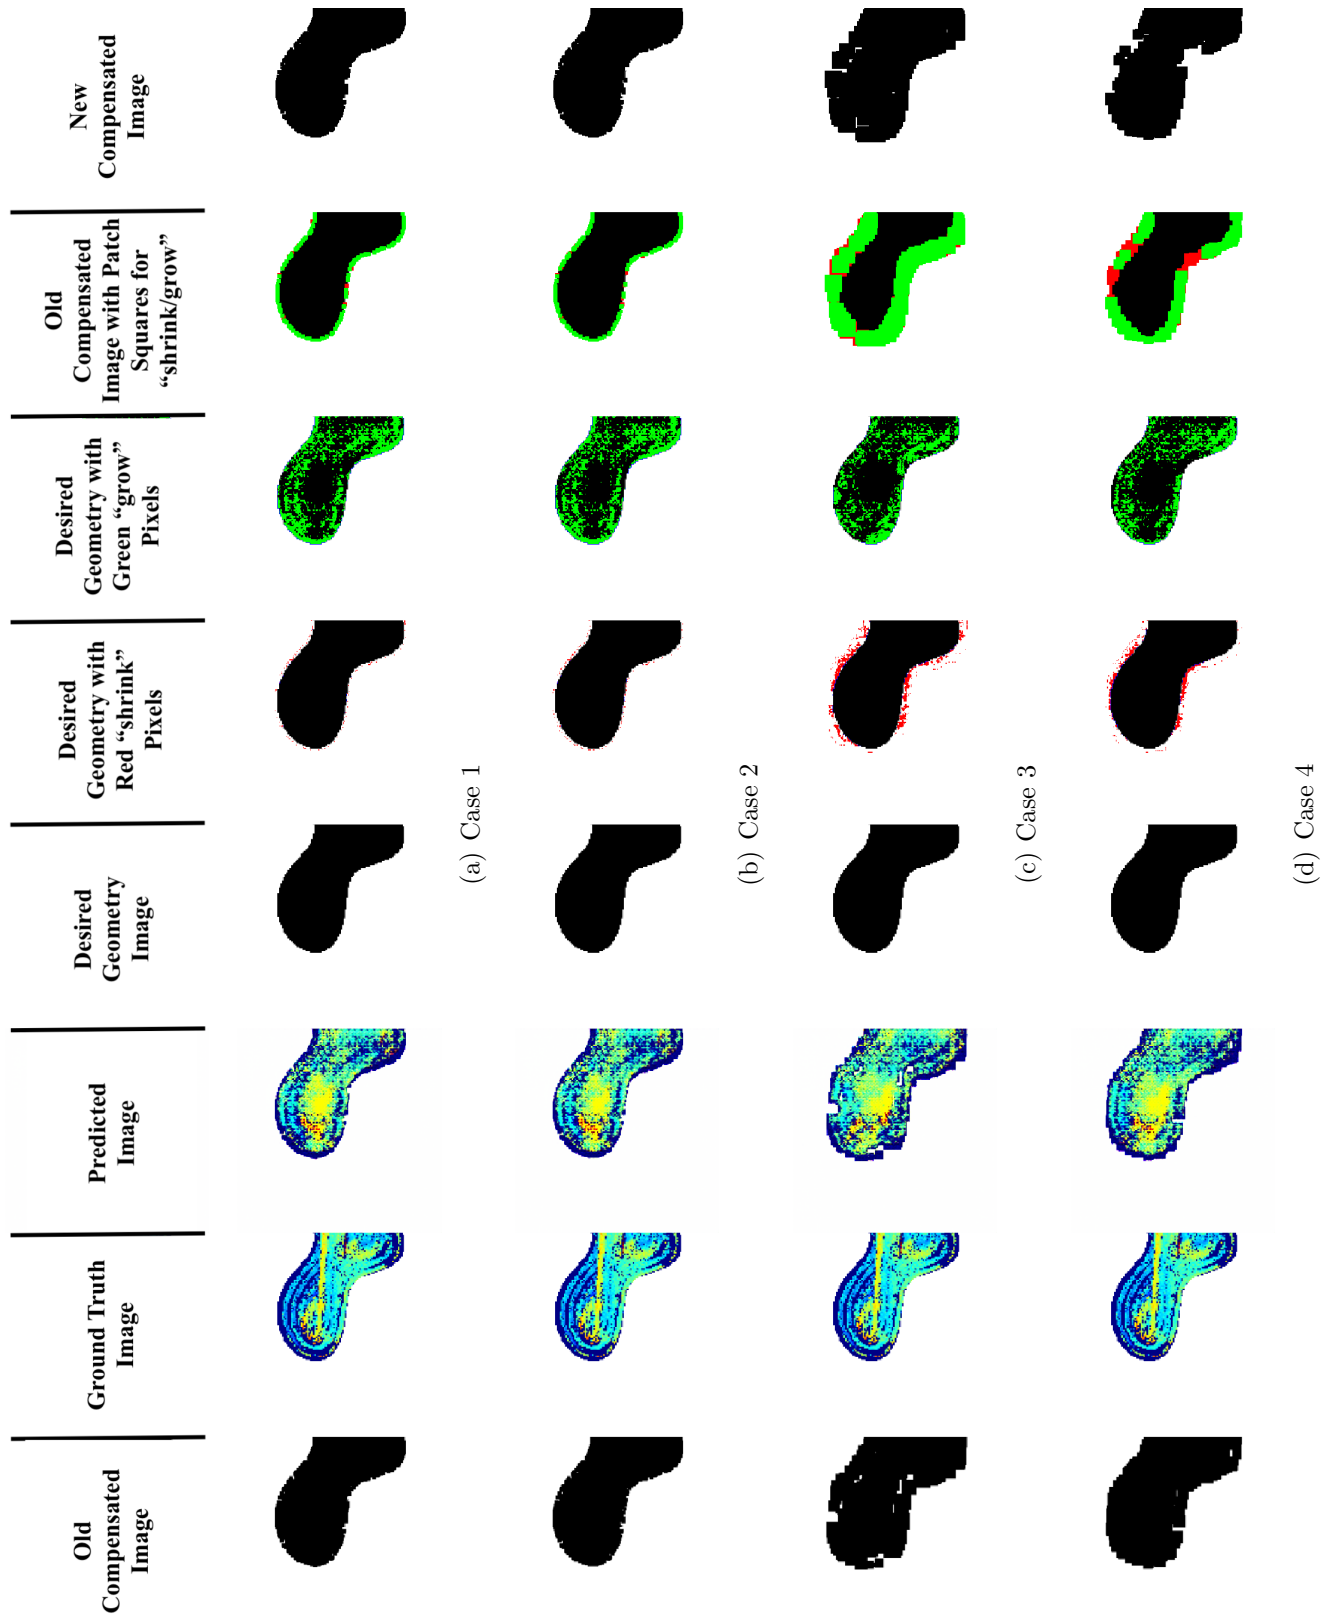 Old
Compensated
Image
Ground Truth
Image
Predicted
Image
Desired
Geometry
Image
Desired
Geometry with
Red “shrink”
Pixels
Desired
Geometry with
Green “grow”
Pixels
Old
Compensated
Image with Patch
Squares for
“shrink/grow”
New
Compensated
Image
(a) Case 1
(b) Case 2
(c) Case 3
(d) Case 4